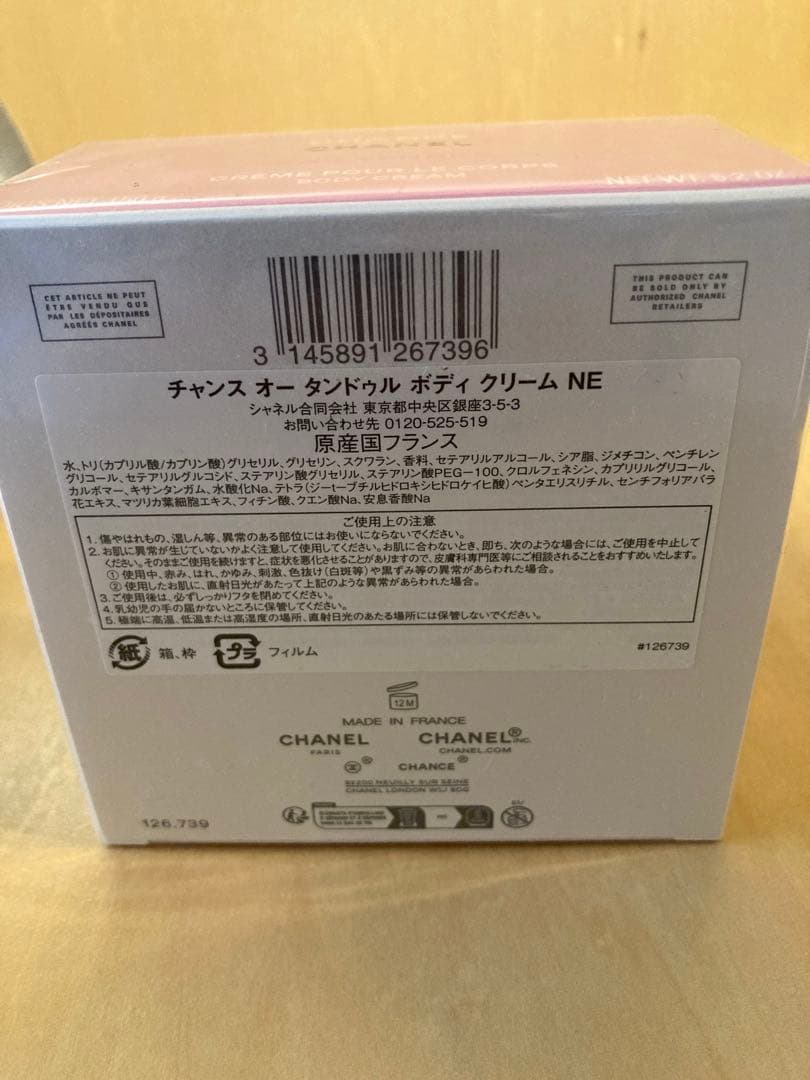 CHANEL
CRÈME POUR LE CORPS
BODY CREAM
NET WT. 5.2 OZ
CET ARTICLE NE PEUT
ÊTRE VENDU QUE
PAR LES DÉPOSITAIRES
AGRÉÉS CHANEL
THIS PRODUCT CAN
BE SOLD ONLY BY
AUTHORIZED CHANEL
RETAILERS
3 145891 267396
チャンス オー タンドゥル ボディ クリーム NE
シャネル合同会社 東京都中央区銀座3-5-3
お問い合わせ先 0120-525-519
原産国フランス
水、トリ(カプリル酸/カプリン酸)グリセリル、グリセリン、スクワラン、香料、セテアリルアルコール、シア脂、ジメチコン、ペンチレン
グリコール、セテアリルグルコシド、ステアリン酸グリセリル、ステアリン酸PEG-100、クロルフェネシン、カプリリルグリコール、
カルボマー、キサンタンガム、水酸化Na、テトラ(ジ-t-ブチルヒドロキシヒドロケイヒ酸)ペンタエリスリチル、センチフォリアバラ
花エキス、マツリカ葉細胞エキス、フィチン酸、クエン酸Na、安息香酸Na
ご使用上の注意
1. 傷やはれもの、湿しん等、異常のある部位にはお使いにならないでください。
2. お肌に異常が生じていないかよく注意して使用してください。お肌に合わないとき、即ち、次のような場合には、ご使用を中止して
ください。そのままご使用を続けますと、症状を悪化させることがありますので、皮膚科専門医等にご相談されることをおすすめいたします。
① 使用中、赤み、はれ、かゆみ、刺激、色抜け(白斑等)や黒ずみ等の異常があらわれた場合。
② 使用したお肌に、直射日光があたって上記のような異常があらわれた場合。
3. ご使用後は、必ずしっかりフタを閉めてください。
4. 乳幼児の手の届かないところに保管してください。
5. 極端に高温、低温または高湿度の場所、直射日光のあたる場所には保管しないでください。
紙 箱、枠 プラ フィルム
#126739
12M
MADE IN FRANCE
CHANEL CHANEL® INC.
PARIS CHANEL.COM
® CHANCE®
92200 NEUILLY SUR SEINE
CHANEL LONDON W1J 8DG
126.739